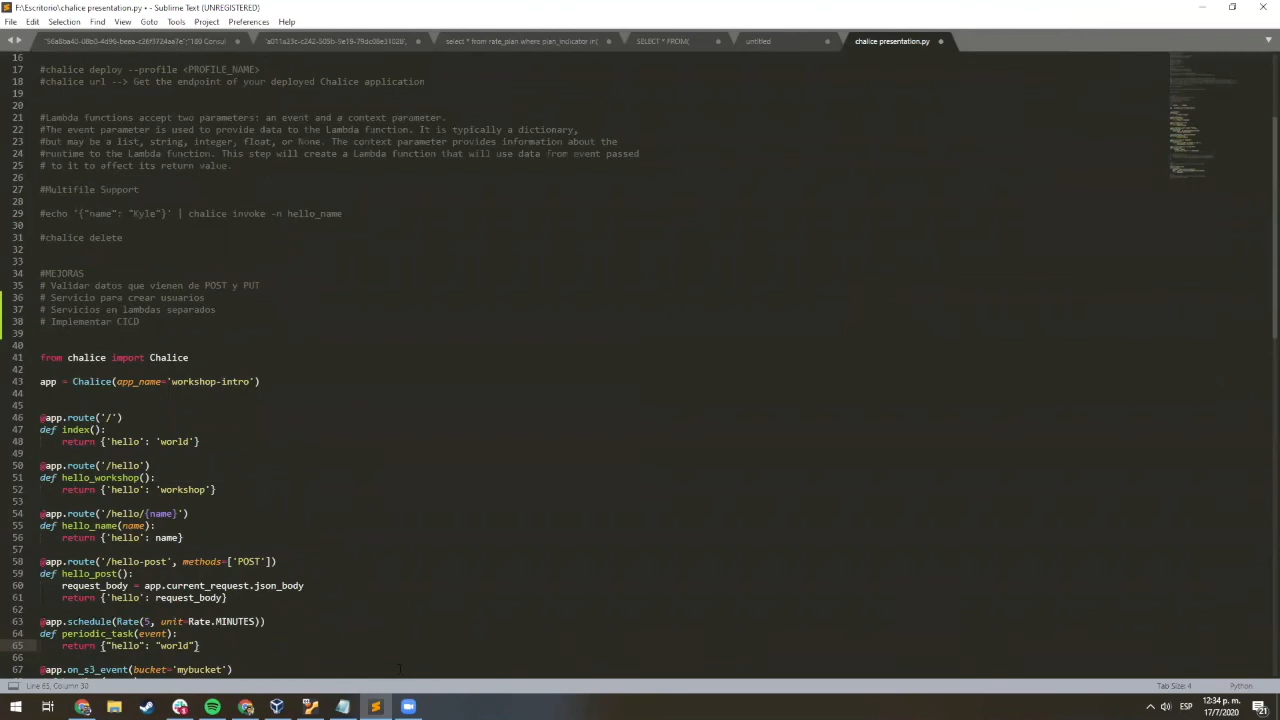 F:\Escritorio\chalice presentation.py • - Sublime Text (UNREGISTERED)
File Edit Selection Find View Goto Tools Project Preferences Help
select * from rate_plan where plan_indicator in( SELECT * FROM( untitled chalice presentation.py
16
17 #chalice deploy --profile <PROFILE_NAME>
18 #chalice url --> Get the endpoint of your deployed Chalice application
19
20
21 #Lambda functions accept two parameters: an event and a context parameter.
22 #The event parameter is used to provide data to the Lambda function. It is typically a dictionary,
23 #but may be a list, string, integer, float, or None. The context parameter provides information about the
24 #runtime to the Lambda function. This step will create a Lambda function that will use data from event passed
25 # to it to affect its return value.
26
27 #Multifile Support
28
29 #echo '{"name": "Kyle"}' | chalice invoke -n hello_name
30
31 #chalice delete
32
33
34 #MEJORAS
35 # Validar datos que vienen de POST y PUT
36 # Servicio para crear usuarios
37 # Servicios en lambdas separados
38 # Implementar CICD
39
40
41 from chalice import Chalice
42
43 app = Chalice(app_name='workshop-intro')
44
45
46 @app.route('/')
47 def index():
48 return {'hello': 'world'}
49
50 @app.route('/hello')
51 def hello_workshop():
52 return {'hello': 'workshop'}
53
54 @app.route('/hello/{name}')
55 def hello_name(name):
56 return {'hello': name}
57
58 @app.route('/hello-post', methods=['POST'])
59 def hello_post():
60 request_body = app.current_request.json_body
61 return {'hello': request_body}
62
63 @app.schedule(Rate(5, unit=Rate.MINUTES))
64 def periodic_task(event):
65 return {"hello": "world"}
66
67 @app.on_s3_event(bucket='mybucket')
Line 65, Column 30 Tab Size: 4 Python
ESP
12:34 p. m.
17/7/2020
21